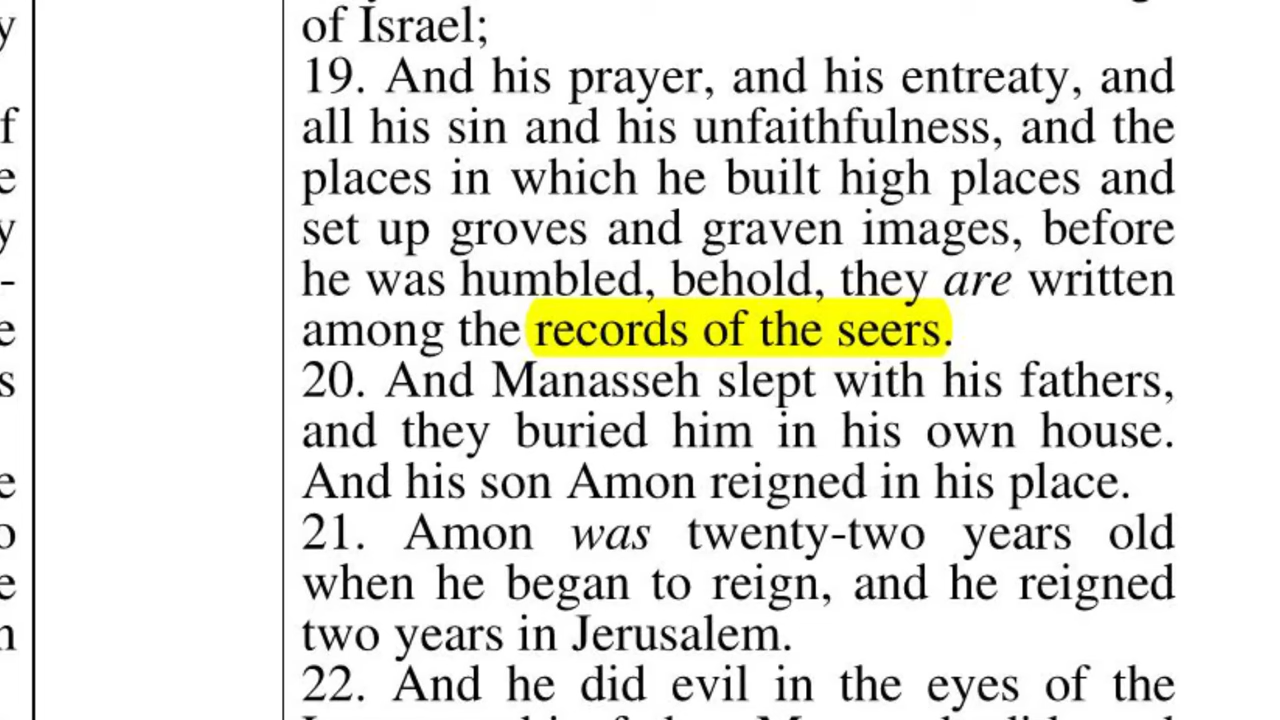 of Israel;
19. And his prayer, and his entreaty, and
all his sin and his unfaithfulness, and the
places in which he built high places and
set up groves and graven images, before
he was humbled, behold, they are written
among the records of the seers.
20. And Manasseh slept with his fathers,
and they buried him in his own house.
And his son Amon reigned in his place.
21. Amon was twenty-two years old
when he began to reign, and he reigned
two years in Jerusalem.
22. And he did evil in the eyes of the